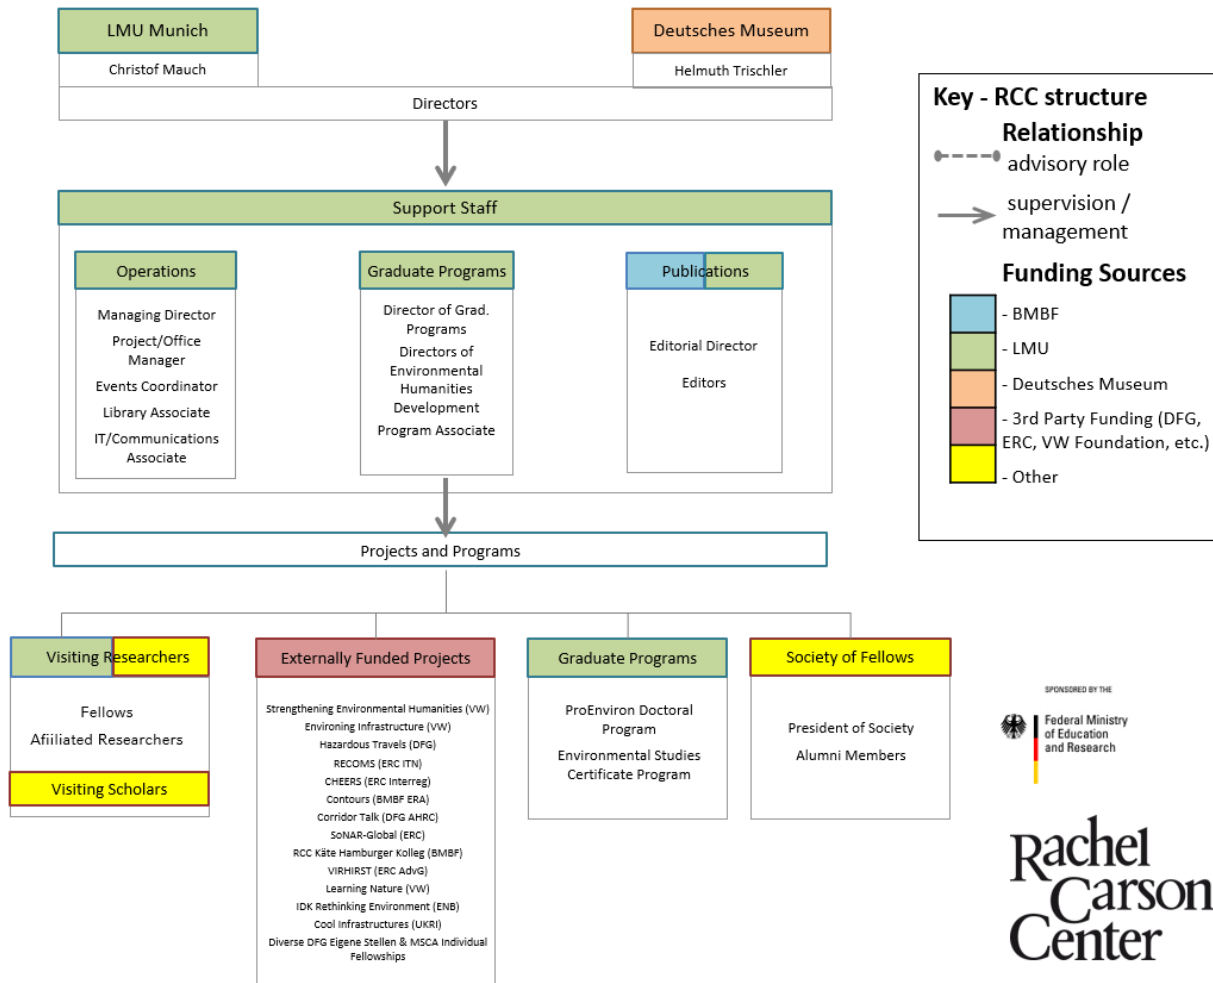 LMU Munich
Deutsches Museum
Christof Mauch
Helmuth Trischler
Directors
Support Staff
Operations
Managing Director
Project/Office
Manager
Events Coordinator
Library Associate
IT/Communications
Associate
Graduate Programs
Director of Grad.
Programs
Directors of
Environmental
Humanities
Development
Program Associate
Publications
Editorial Director
Editors
Projects and Programs
Visiting Researchers
Fellows
Afiiliated Researchers
Visiting Scholars
Externally Funded Projects
Strengthening Environmental Humanities (VW)
Environing Infrastructure (VW)
Hazardous Travels (DFG)
RECOMS (ERC ITN)
CHEERS (ERC Interreg)
Contours (BMBF ERA)
Corridor Talk (DFG AHRC)
SoNAR-Global (ERC)
RCC Käte Hamburger Kolleg (BMBF)
VIRHIRST (ERC AdvG)
Learning Nature (VW)
IDK Rethinking Environment (ENB)
Cool Infrastructures (UKRI)
Diverse DFG Eigene Stellen & MSCA Individual
Fellowships
Graduate Programs
ProEnviron Doctoral
Program
Environmental Studies
Certificate Program
Society of Fellows
President of Society
Alumni Members
Key - RCC structure
Relationship
advisory role
supervision /
management
Funding Sources
- BMBF
- LMU
- Deutsches Museum
- 3rd Party Funding (DFG,
ERC, VW Foundation, etc.)
- Other
SPONSORED BY THE
Federal Ministry
of Education
and Research
Rachel
Carson
Center